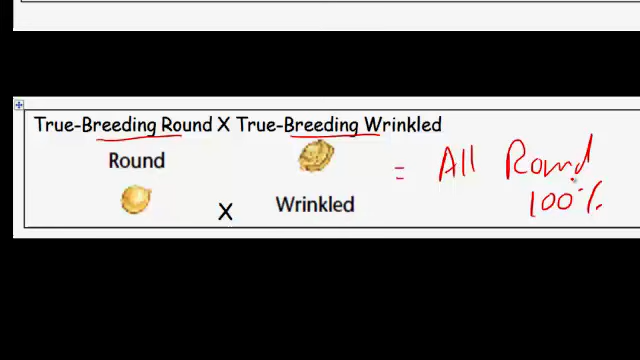 True-Breeding Round X True-Breeding Wrinkled
Round
X
Wrinkled
= All Round
100%